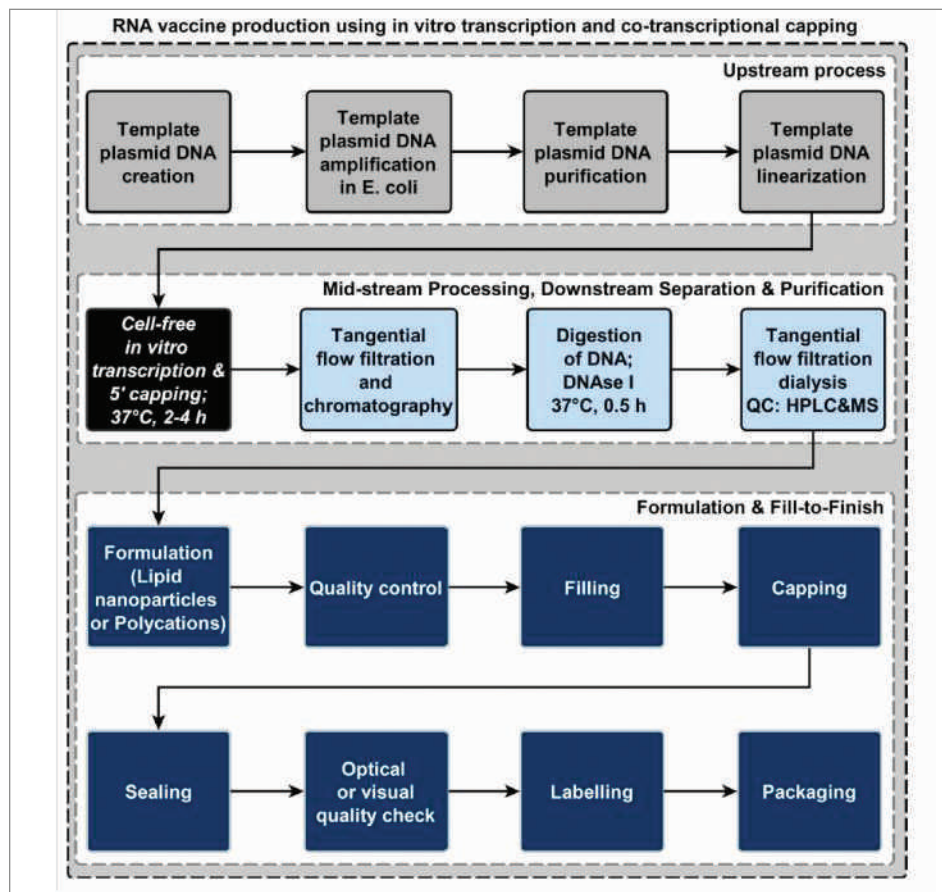 RNA vaccine production using in vitro transcription and co-transcriptional capping
Upstream process
Template
plasmid DNA
creation
Template
plasmid DNA
amplification
in E. coli
Template
plasmid DNA
purification
Template
plasmid DNA
linearization
Mid-stream Processing, Downstream Separation & Purification
Cell-free
in vitro
transcription &
5' capping;
37°C, 2-4 h
Tangential
flow filtration
and
chromatography
Digestion
of DNA;
DNAse I
37°C, 0.5 h
Tangential
flow filtration
dialysis
QC: HPLC&MS
Formulation & Fill-to-Finish
Formulation
(Lipid
nanoparticles
or Polycations)
Quality control
Filling
Capping
Sealing
Optical
or visual
quality check
Labelling
Packaging